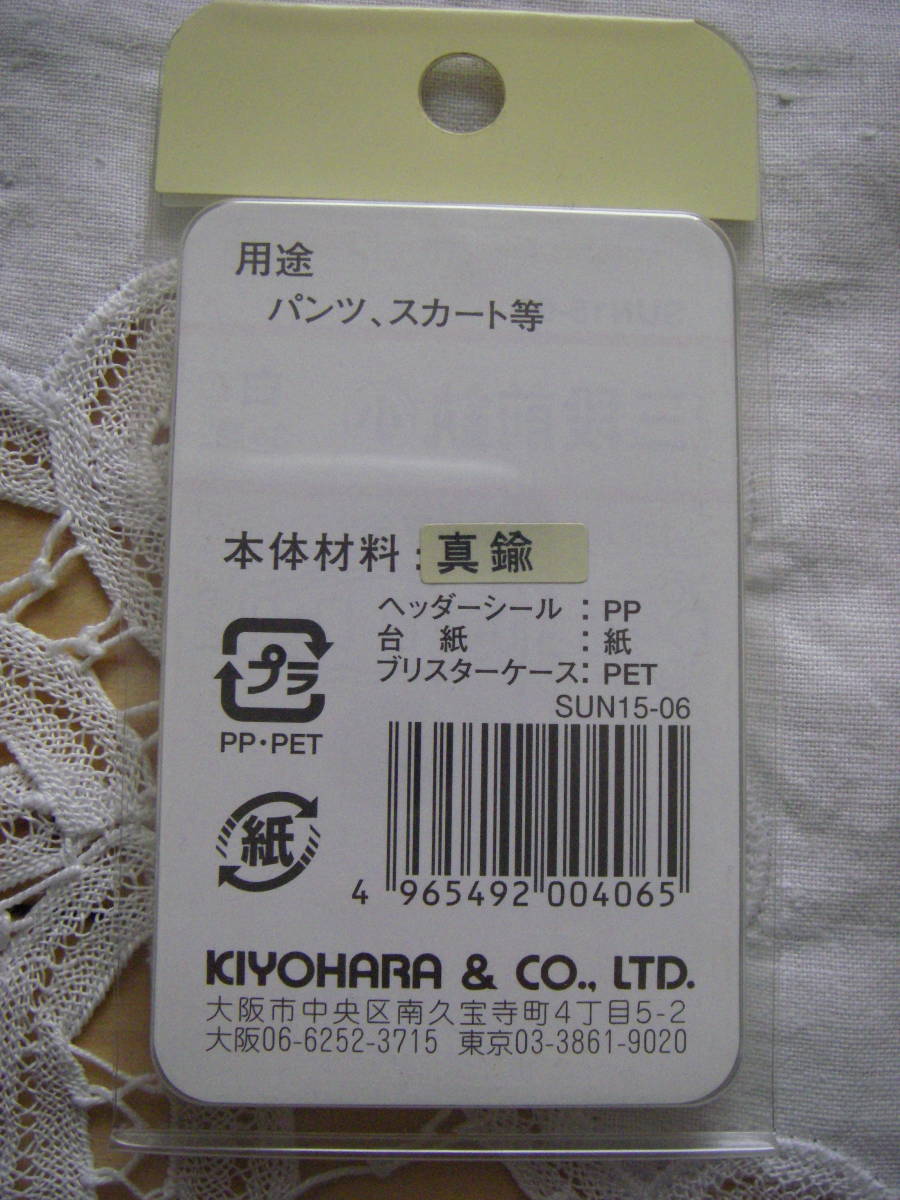 用途
パンツ、スカート等
本体材料：真鍮
ヘッダーシール：PP
台紙：紙
ブリスターケース：PET
SUN15-06
プラ
PP・PET
紙
4 965492 004065
KIYOHARA & CO., LTD.
大阪市中央区南久宝寺町4丁目5-2
大阪06-6252-3715 東京03-3861-9020